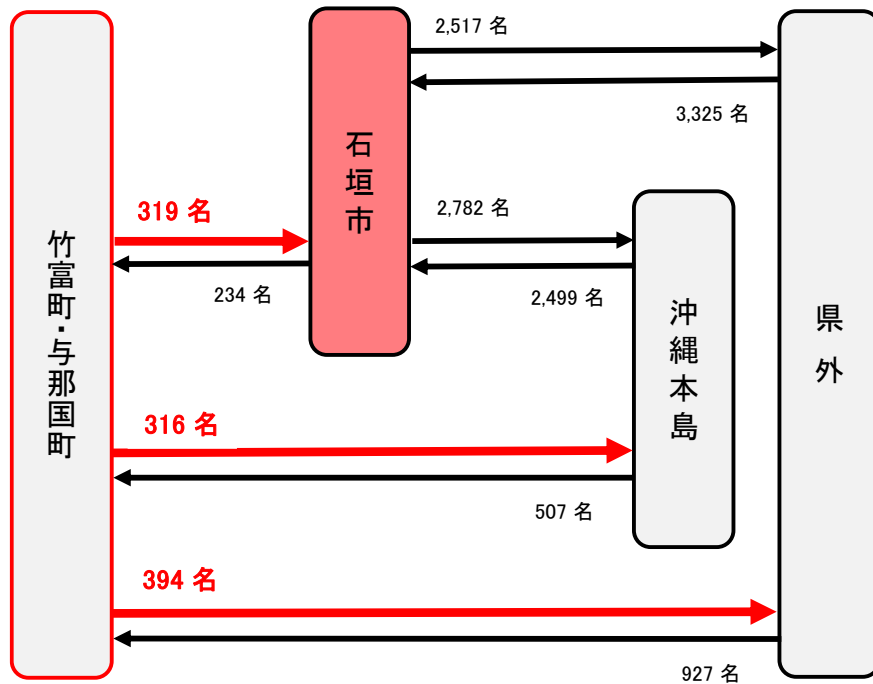 2,517 名
3,325 名
石垣市
319 名
2,782 名
竹富町・与那国町
234 名
2,499 名
沖縄本島
県外
316 名
507 名
394 名
927 名